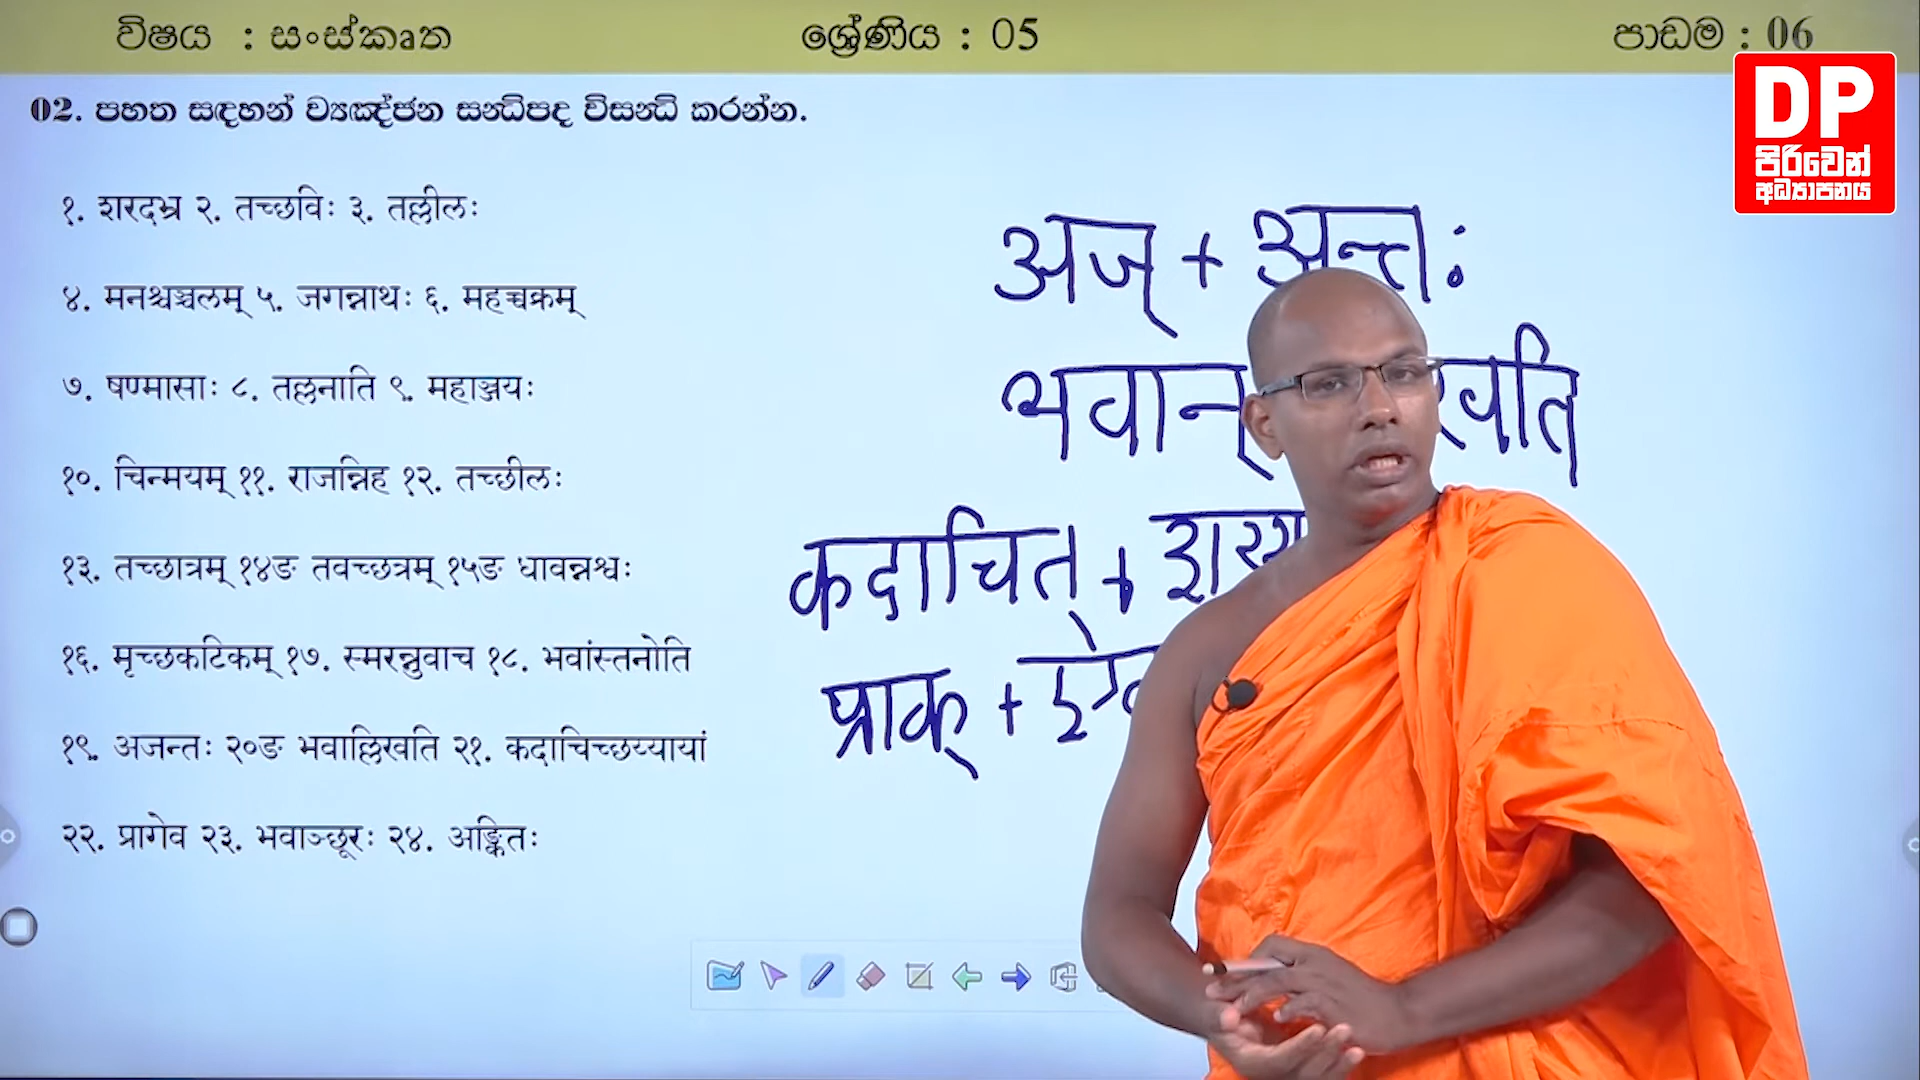 විෂය : සංස්කෘත ශ්‍රේණිය : 05 පාඩම : 06
DP
පිරිවෙන්
අධ්‍යාපනය
02. පහත සඳහන් ව්‍යඤ්ජන සන්ධිපද විසන්ධි කරන්න.
१. शरदभ्र २. तच्छविः ३. तल्लीलः
४. मनश्चञ्चलम् ५. जगन्नाथः ६. महच्चक्रम्
७. षण्मासाः ८. तल्लनाति ९. महाञ्जयः
१०. चिन्मयम् ११. राजन्निह १२. तच्छीलः
१३. तच्छात्रम् १४ङ तवच्छत्रम् १५ङ धावन्नश्वः
१६. मृच्छकटिकम् १७. स्मरन्नुवाच १८. भवांस्तनोति
१९. अजन्तः २०ङ भवाल्लिखति २१. कदाचिच्छय्यायां
२२. प्रागेव २३. भवाञ्छूरः २४. अङ्कितः
अज् + अन्तः
भवान्
कदाचित् +
प्राक् +